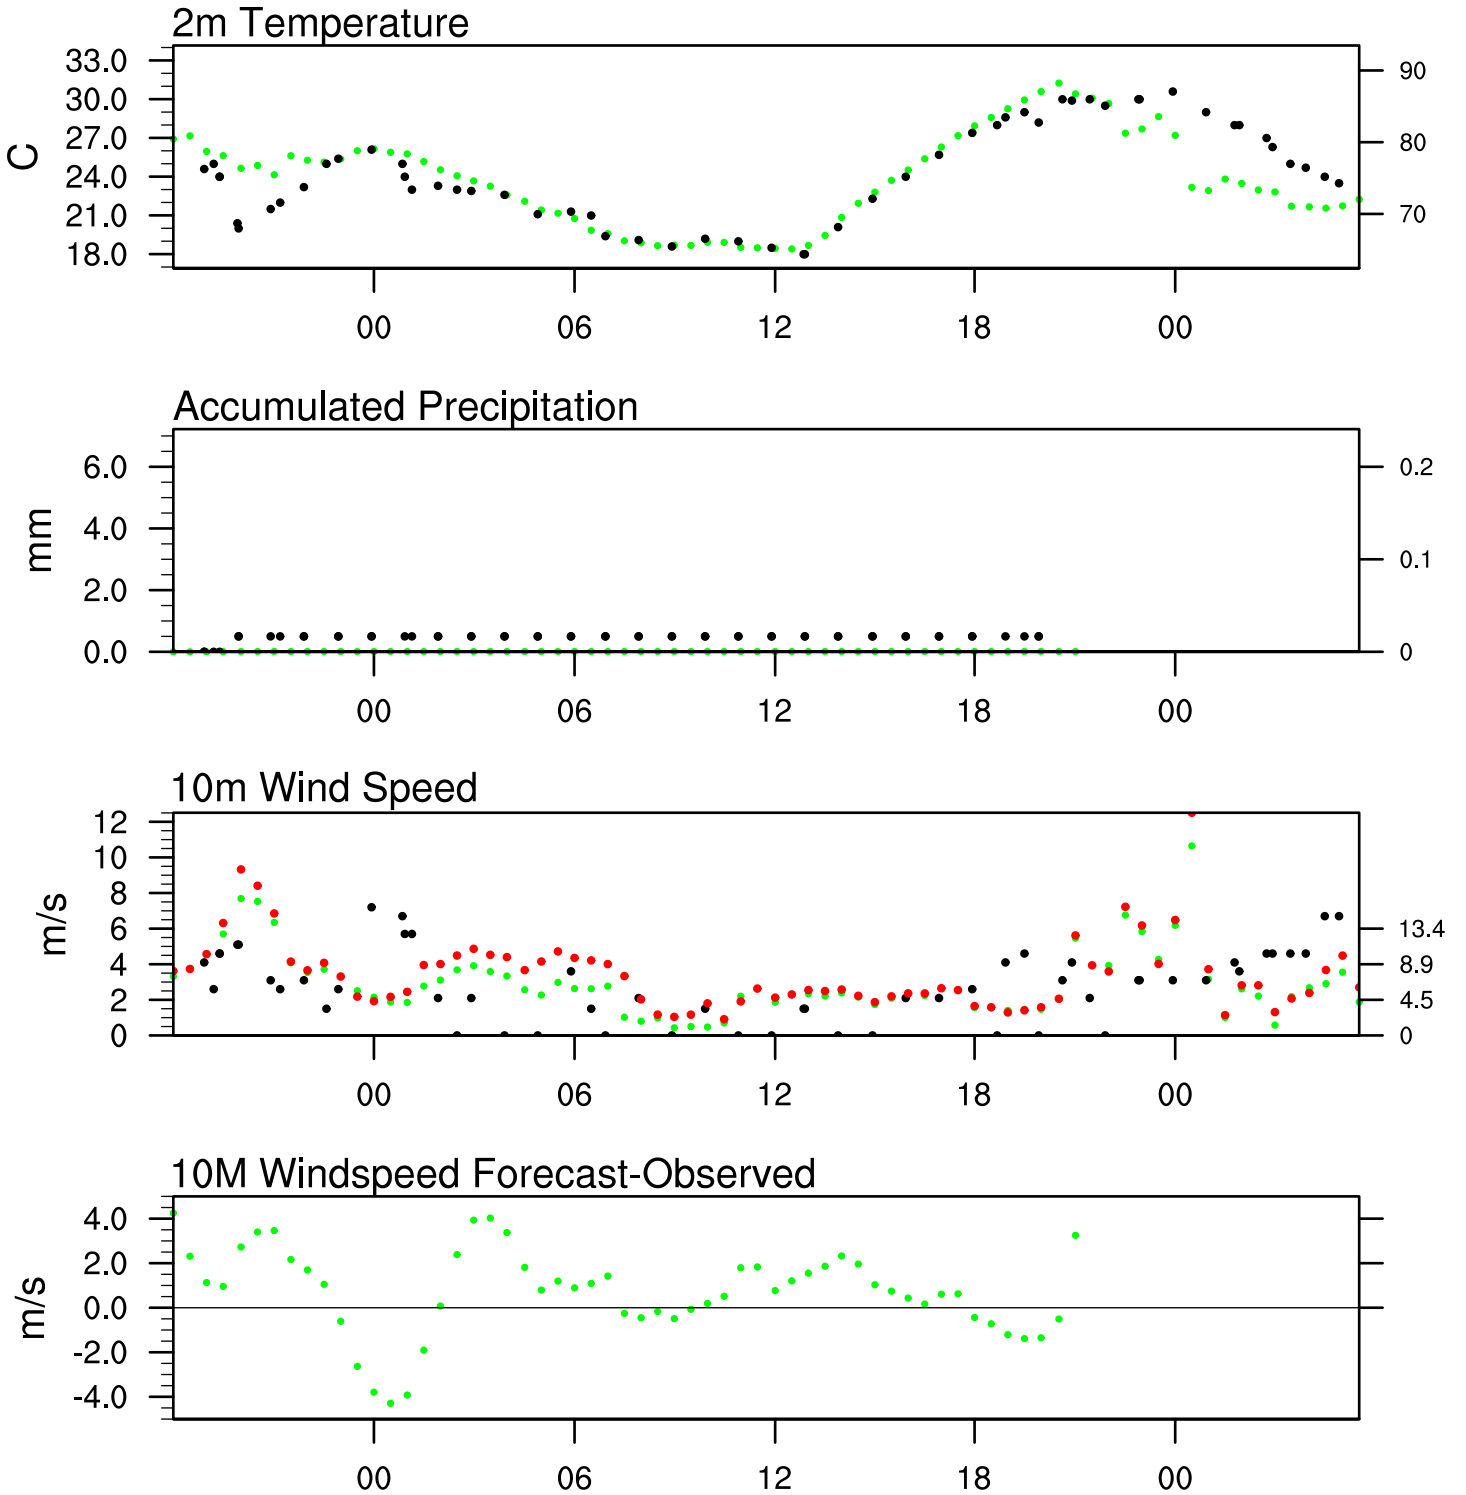 2m Temperature
C
33.0
30.0
27.0
24.0
21.0
18.0
90
80
70
00 06 12 18 00
Accumulated Precipitation
mm
6.0
4.0
2.0
0.0
0.2
0.1
0
00 06 12 18 00
10m Wind Speed
m/s
12
10
8
6
4
2
0
13.4
8.9
4.5
0
00 06 12 18 00
10M Windspeed Forecast-Observed
m/s
4.0
2.0
0.0
-2.0
-4.0
00 06 12 18 00